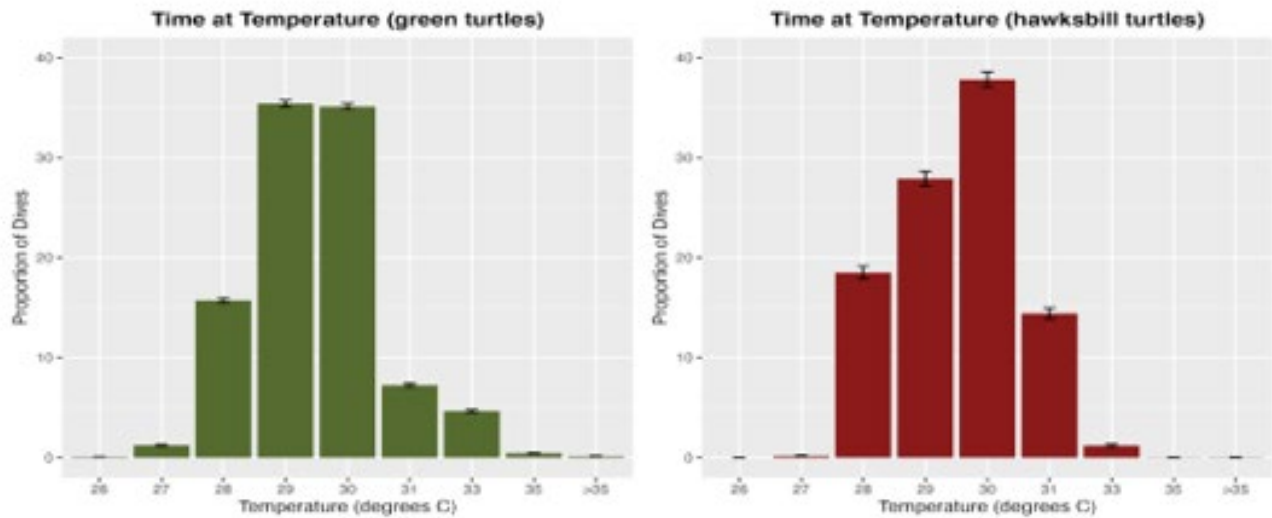 Time at Temperature (green turtles)
40
30
20
10
0
Proportion of Dives
26 27 28 29 30 31 33 35 >35
Temperature (degrees C)
Time at Temperature (hawksbill turtles)
40
30
20
10
0
Proportion of Dives
26 27 28 29 30 31 33 35 >35
Temperature (degrees C)